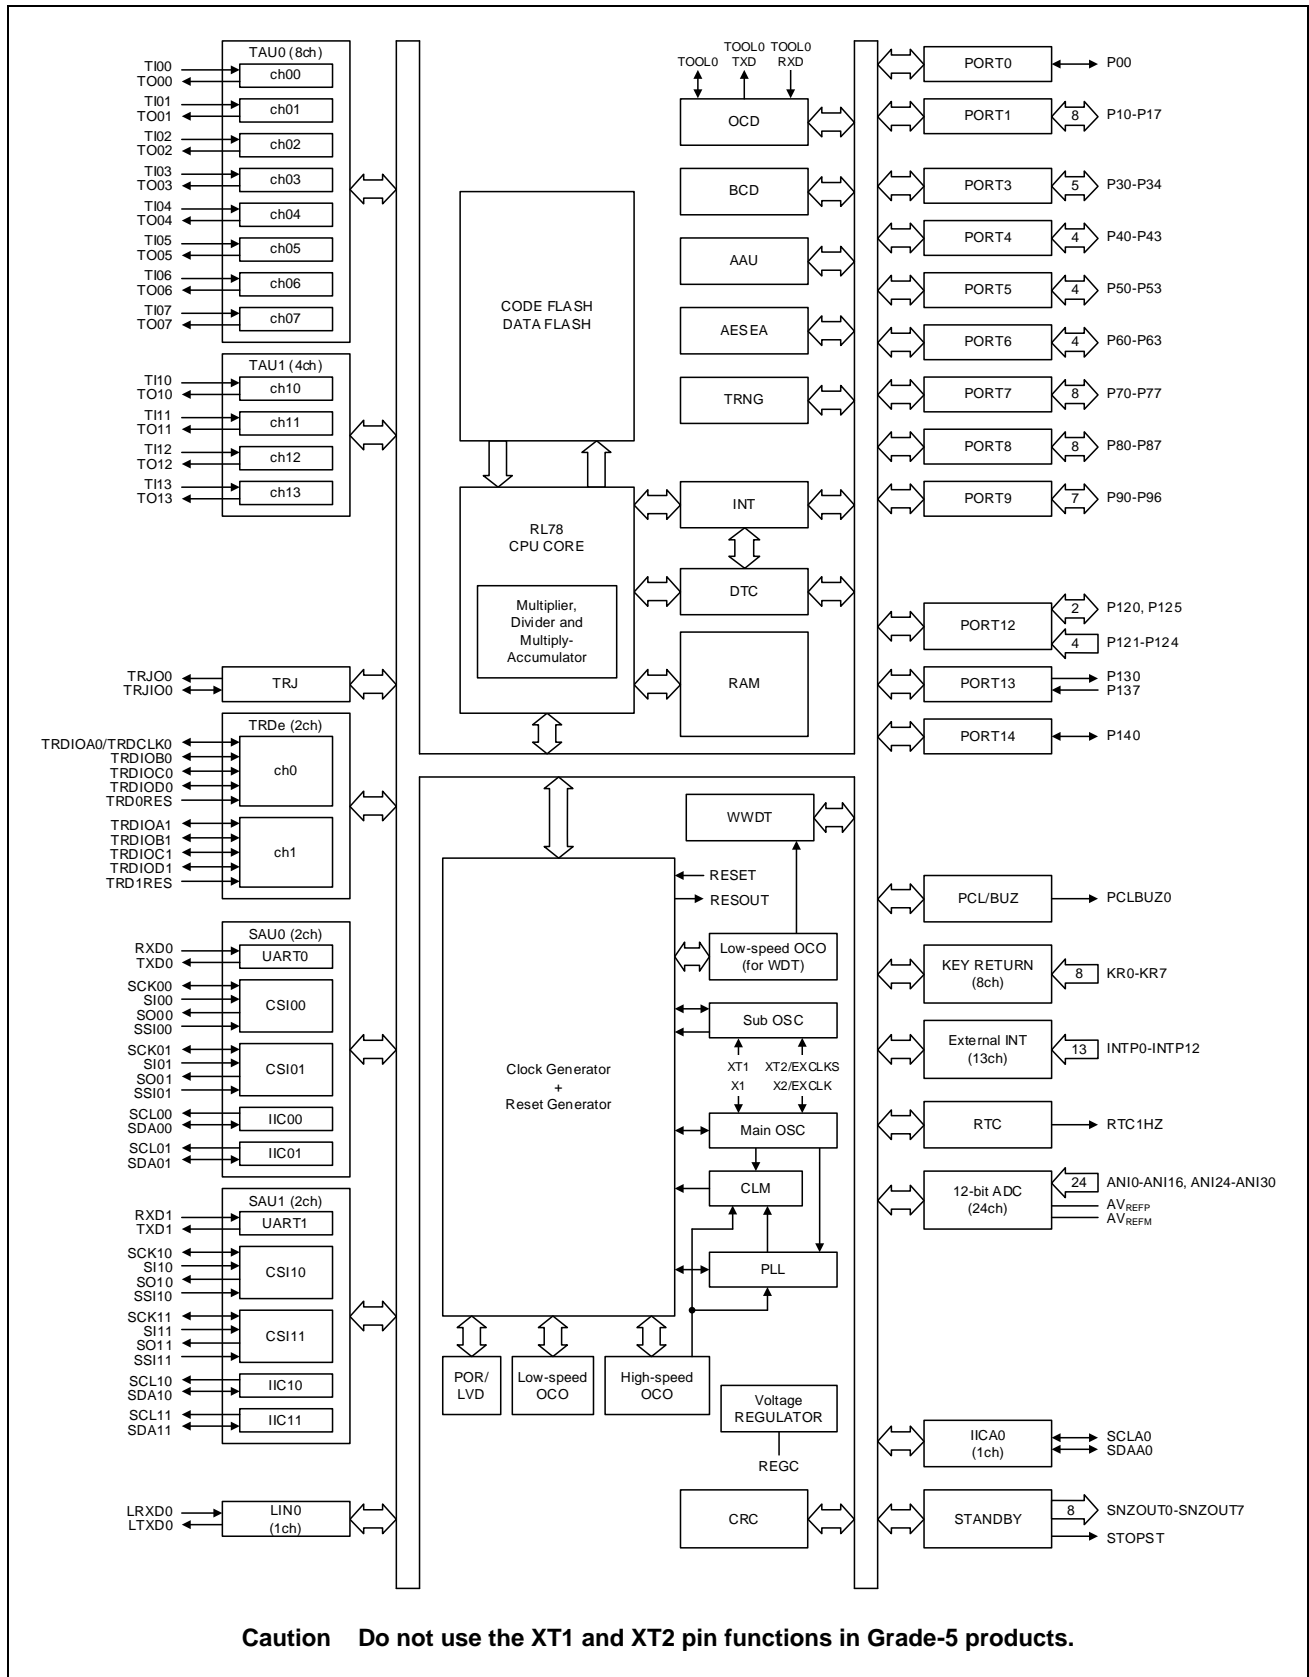 TAU0 (8ch)
TI00
TO00
ch00
TI01
TO01
ch01
TI02
TO02
ch02
TI03
TO03
ch03
TI04
TO04
ch04
TI05
TO05
ch05
TI06
TO06
ch06
TI07
TO07
ch07
TAU1 (4ch)
TI10
TO10
ch10
TI11
TO11
ch11
TI12
TO12
ch12
TI13
TO13
ch13
TRJO0
TRJIO0
TRJ
TRDe (2ch)
TRDIOA0/TRDCLK0
TRDIOB0
TRDIOC0
TRDIOD0
TRD0RES
ch0
TRDIOA1
TRDIOB1
TRDIOC1
TRDIOD1
TRD1RES
ch1
SAU0 (2ch)
RXD0
TXD0
UART0
SCK00
SI00
SO00
SSI00
CSI00
SCK01
SI01
SO01
SSI01
CSI01
SCL00
SDA00
IIC00
SCL01
SDA01
IIC01
SAU1 (2ch)
RXD1
TXD1
UART1
SCK10
SI10
SO10
SSI10
CSI10
SCK11
SI11
SO11
SSI11
CSI11
SCL10
SDA10
IIC10
SCL11
SDA11
IIC11
LRXD0
LTXD0
LIN0
(1ch)
CODE FLASH
DATA FLASH
RL78
CPU CORE
Multiplier,
Divider and
Multiply-
Accumulator
TOOL0
TOOL0
TXD
TOOL0
RXD
OCD
BCD
AAU
AESEA
TRNG
INT
DTC
RAM
WWDT
RESET
RESOUT
Low-speed OCO
(for WDT)
Sub OSC
XT1
XT2/EXCLKS
X1
X2/EXCLK
Main OSC
CLM
PLL
Clock Generator
+
Reset Generator
POR/
LVD
Low-speed
OCO
High-speed
OCO
Voltage
REGULATOR
REGC
CRC
PORT0
P00
PORT1
8
P10-P17
PORT3
5
P30-P34
PORT4
4
P40-P43
PORT5
4
P50-P53
PORT6
4
P60-P63
PORT7
8
P70-P77
PORT8
8
P80-P87
PORT9
7
P90-P96
PORT12
2
P120, P125
4
P121-P124
PORT13
P130
P137
PORT14
P140
PCL/BUZ
PCLBUZ0
KEY RETURN
(8ch)
8
KR0-KR7
External INT
(13ch)
13
INTP0-INTP12
RTC
RTC1HZ
12-bit ADC
(24ch)
24
ANI0-ANI16, ANI24-ANI30
AVREFP
AVREFM
IICA0
(1ch)
SCLA0
SDAA0
STANDBY
8
SNZOUT0-SNZOUT7
STOPST
Caution Do not use the XT1 and XT2 pin functions in Grade-5 products.